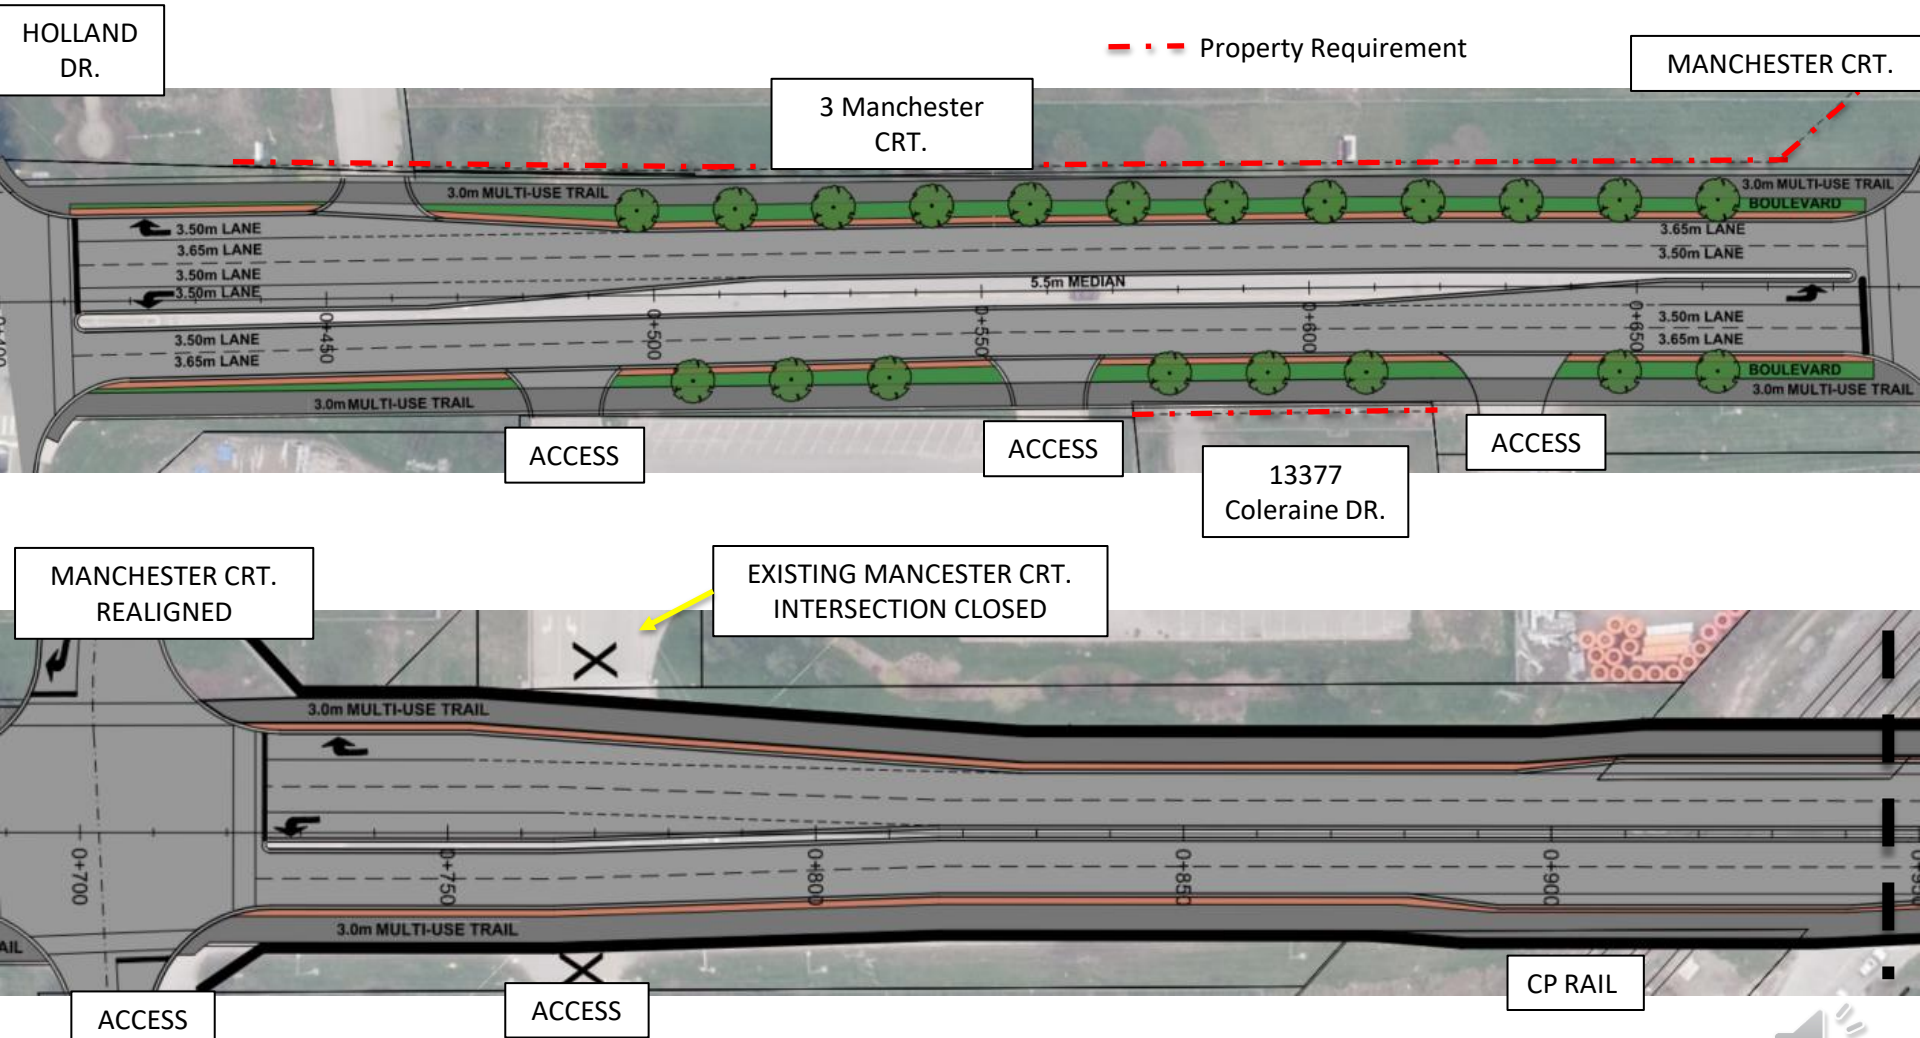 HOLLAND
DR.
Property Requirement
MANCHESTER CRT.
3 Manchester
CRT.
3.0m MULTI-USE TRAIL
3.0m MULTI-USE TRAIL
BOULEVARD
3.50m LANE
3.65m LANE
3.50m LANE
3.50m LANE
3.65m LANE
3.50m LANE
5.5m MEDIAN
0+400
0+450
0+500
0+550
0+600
0+650
3.50m LANE
3.65m LANE
3.50m LANE
3.65m LANE
BOULEVARD
3.0m MULTI-USE TRAIL
3.0m MULTI-USE TRAIL
ACCESS
ACCESS
ACCESS
13377
Coleraine DR.
MANCHESTER CRT.
REALIGNED
EXISTING MANCESTER CRT.
INTERSECTION CLOSED
X
3.0m MULTI-USE TRAIL
0+700
0+750
0+800
0+850
0+900
0+950
3.0m MULTI-USE TRAIL
AIL
X
ACCESS
ACCESS
CP RAIL